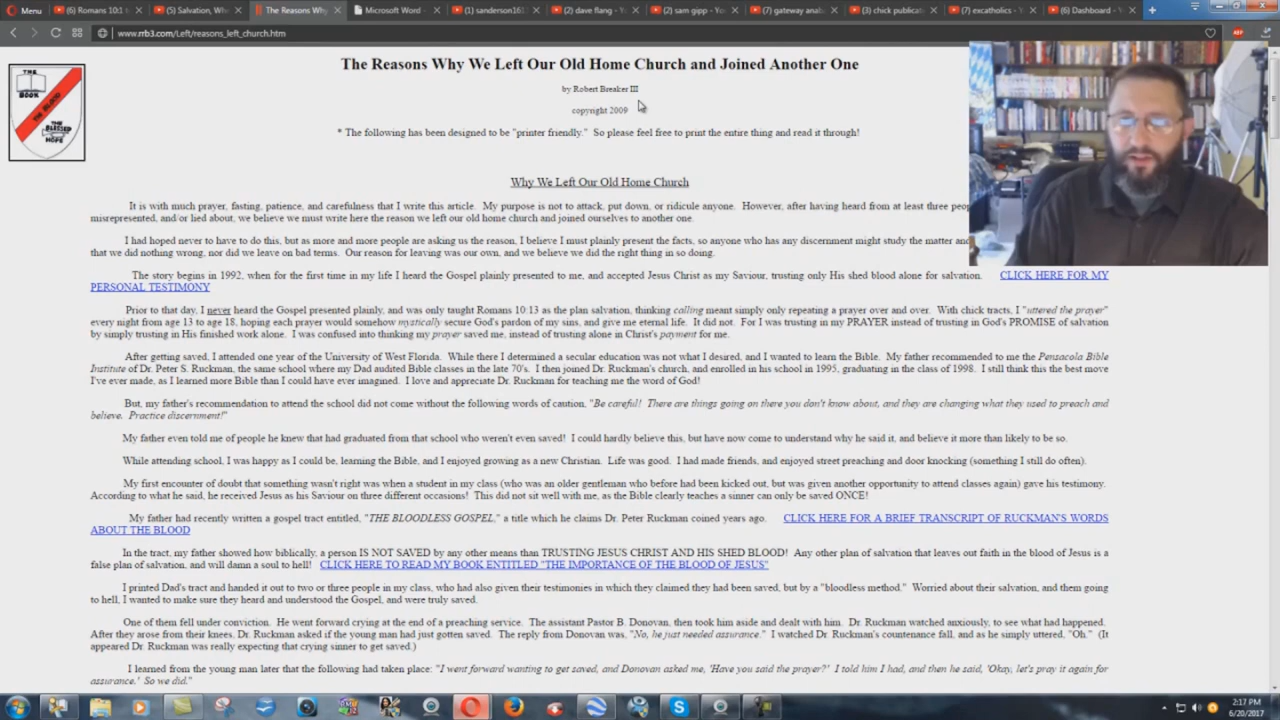 Menu
(6) Romans 10:1 t
(5) Salvation, Who
The Reasons Why
Microsoft Word -
(1) sanderson161
(2) dave flang - Yo
(2) sam gipp - You
(7) gateway anab
(3) chick publicat
(7) excatholics - Y
(6) Dashboard - Y
www.rrb3.com/Left/reasons_left_church.htm
ABP
THE BOOK
THE BLOOD
THE BLESSED HOPE
The Reasons Why We Left Our Old Home Church and Joined Another One
by Robert Breaker III
copyright 2009
* The following has been designed to be "printer friendly." So please feel free to print the entire thing and read it through!
Why We Left Our Old Home Church
It is with much prayer, fasting, patience, and carefulness that I write this article. My purpose is not to attack, put down, or ridicule anyone. However, after having heard from at least three peop
misrepresented, and/or lied about, we believe we must write here the reason we left our old home church and joined ourselves to another one.
I had hoped never to have to do this, but as more and more people are asking us the reason, I believe I must plainly present the facts, so anyone who has any discernment might study the matter and
that we did nothing wrong, nor did we leave on bad terms. Our reason for leaving was our own, and we believe we did the right thing in so doing.
The story begins in 1992, when for the first time in my life I heard the Gospel plainly presented to me, and accepted Jesus Christ as my Saviour, trusting only His shed blood alone for salvation. CLICK HERE FOR MY
PERSONAL TESTIMONY
Prior to that day, I never heard the Gospel presented plainly, and was only taught Romans 10:13 as the plan salvation, thinking calling meant simply only repeating a prayer over and over. With chick tracts, I "uttered the prayer"
every night from age 13 to age 18, hoping each prayer would somehow mystically secure God's pardon of my sins, and give me eternal life. It did not. For I was trusting in my PRAYER instead of trusting in God's PROMISE of salvation
by simply trusting in His finished work alone. I was confused into thinking my prayer saved me, instead of trusting alone in Christ's payment for me.
After getting saved, I attended one year of the University of West Florida. While there I determined a secular education was not what I desired, and I wanted to learn the Bible. My father recommended to me the Pensacola Bible
Institute of Dr. Peter S. Ruckman, the same school where my Dad audited Bible classes in the late 70's. I then joined Dr. Ruckman's church, and enrolled in his school in 1995, graduating in the class of 1998. I still think this the best move
I've ever made, as I learned more Bible than I could have ever imagined. I love and appreciate Dr. Ruckman for teaching me the word of God!
But, my father's recommendation to attend the school did not come without the following words of caution, "Be careful! There are things going on there you don't know about, and they are changing what they used to preach and
believe. Practice discernment!"
My father even told me of people he knew that had graduated from that school who weren't even saved! I could hardly believe this, but have now come to understand why he said it, and believe it more than likely to be so.
While attending school, I was happy as I could be, learning the Bible, and I enjoyed growing as a new Christian. Life was good. I had made friends, and enjoyed street preaching and door knocking (something I still do often).
My first encounter of doubt that something wasn't right was when a student in my class (who was an older gentleman who before had been kicked out, but was given another opportunity to attend classes again) gave his testimony.
According to what he said, he received Jesus as his Saviour on three different occasions! This did not sit well with me, as the Bible clearly teaches a sinner can only be saved ONCE!
My father had recently written a gospel tract entitled, "THE BLOODLESS GOSPEL," a title which he claims Dr. Peter Ruckman coined years ago. CLICK HERE FOR A BRIEF TRANSCRIPT OF RUCKMAN'S WORDS
ABOUT THE BLOOD
In the tract, my father showed how biblically, a person IS NOT SAVED by any other means than TRUSTING JESUS CHRIST AND HIS SHED BLOOD! Any other plan of salvation that leaves out faith in the blood of Jesus is a
false plan of salvation, and will damn a soul to hell! CLICK HERE TO READ MY BOOK ENTITLED "THE IMPORTANCE OF THE BLOOD OF JESUS"
I printed Dad's tract and handed it out to two or three people in my class, who had also given their testimonies in which they claimed they had been saved, but by a "bloodless method." Worried about their salvation, and them going
to hell, I wanted to make sure they heard and understood the Gospel, and were truly saved.
One of them fell under conviction. He went forward crying at the end of a preaching service. The assistant Pastor B. Donovan, then took him aside and dealt with him. Dr. Ruckman watched anxiously, to see what had happened.
After they arose from their knees, Dr. Ruckman asked if the young man had just gotten saved. The reply from Donovan was, "No, he just needed assurance." I watched Dr. Ruckman's countenance fall, and as he simply uttered, "Oh." (It
appeared Dr. Ruckman was really expecting that crying sinner to get saved.)
I learned from the young man later that the following had taken place: "I went forward wanting to get saved, and Donovan asked me, 'Have you said the prayer?' I told him I had, and then he said, 'Okay, let's pray it again for
assurance.' So we did."
2:17 PM
6/20/2017